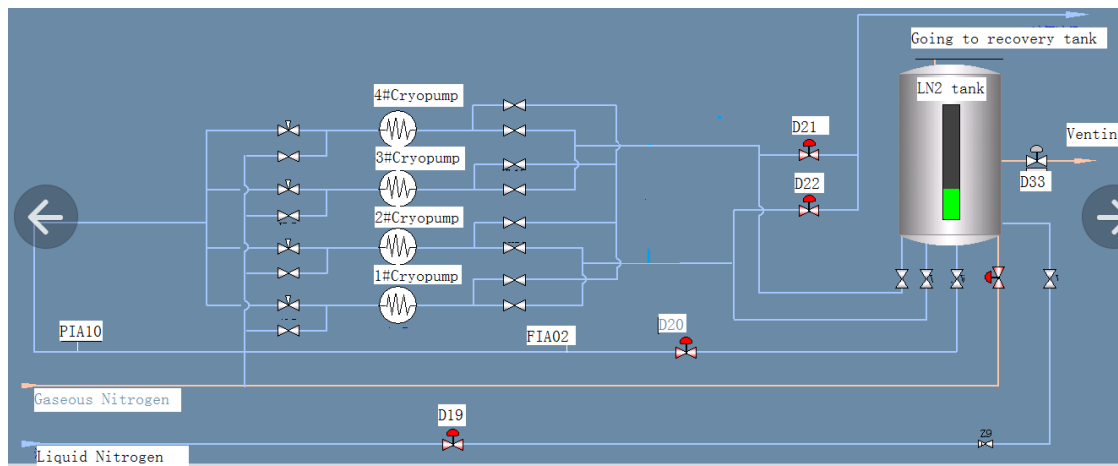 Going to recovery tank
4#Cryopump
LN2 tank
D21
Ventin
3#Cryopump
D22
D33
2#Cryopump
1#Cryopump
PIA10
FIA02
D20
Gaseous Nitrogen
D19
Z9
Liquid Nitrogen